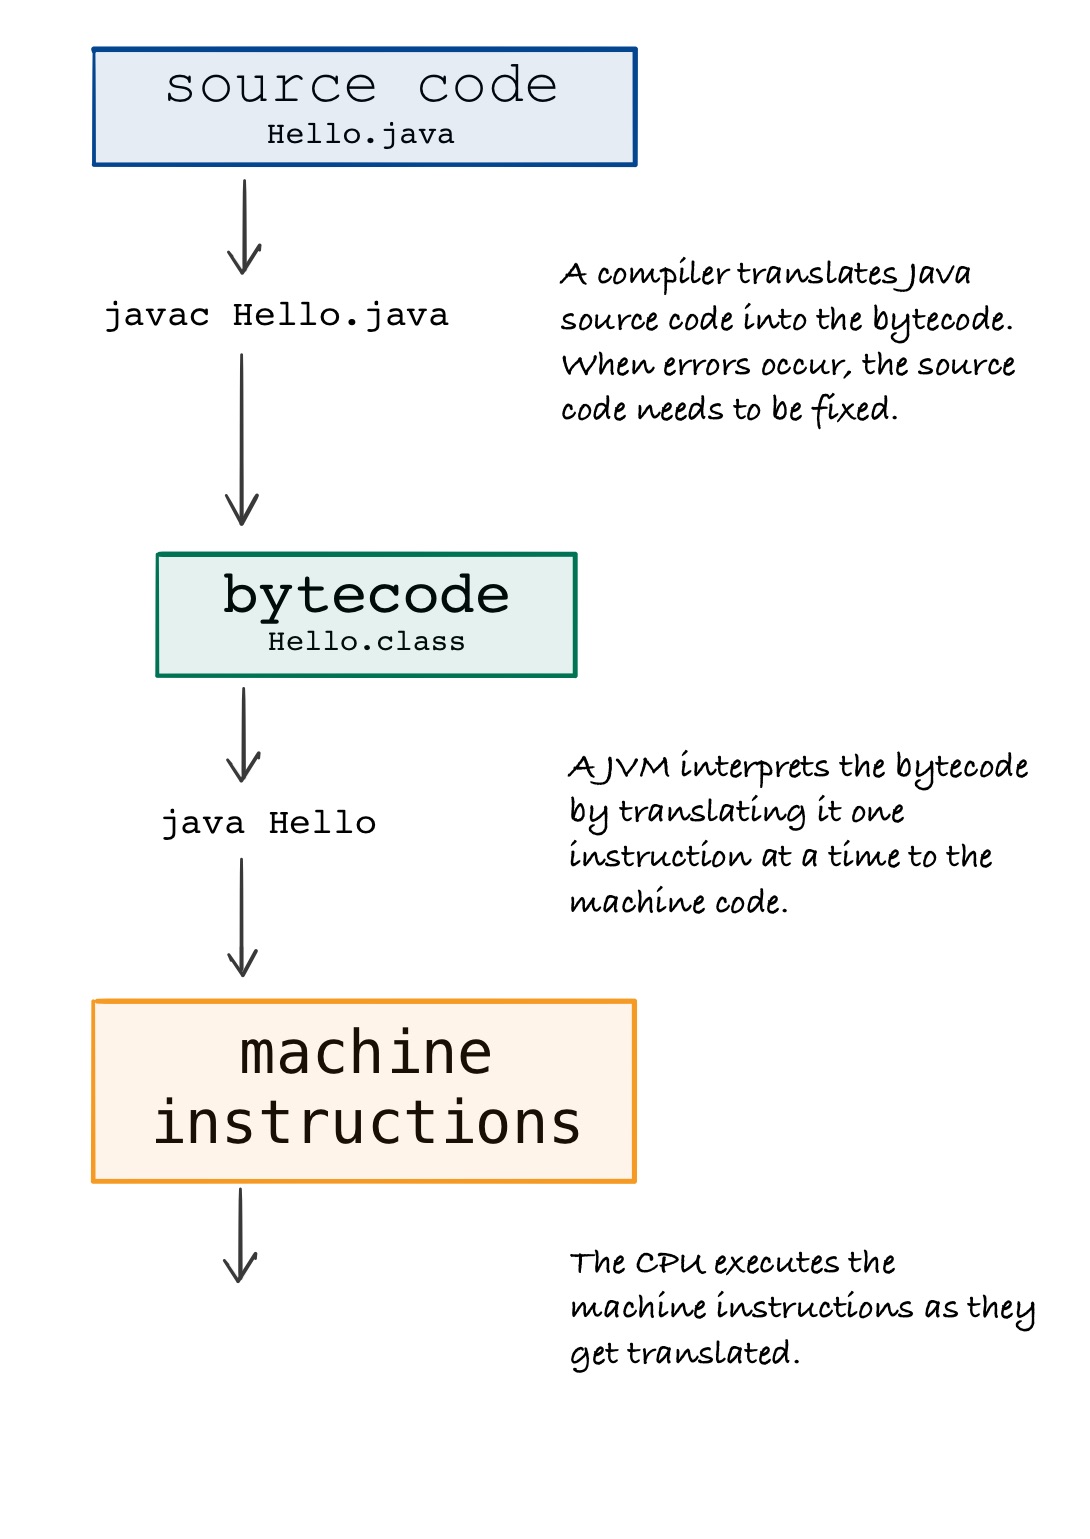 source code
Hello.java
javac Hello.java
A compiler translates Java
source code into the bytecode.
When errors occur, the source
code needs to be fixed.
bytecode
Hello.class
java Hello
A JVM interprets the bytecode
by translating it one
instruction at a time to the
machine code.
machine
instructions
The CPU executes the
machine instructions as they
get translated.